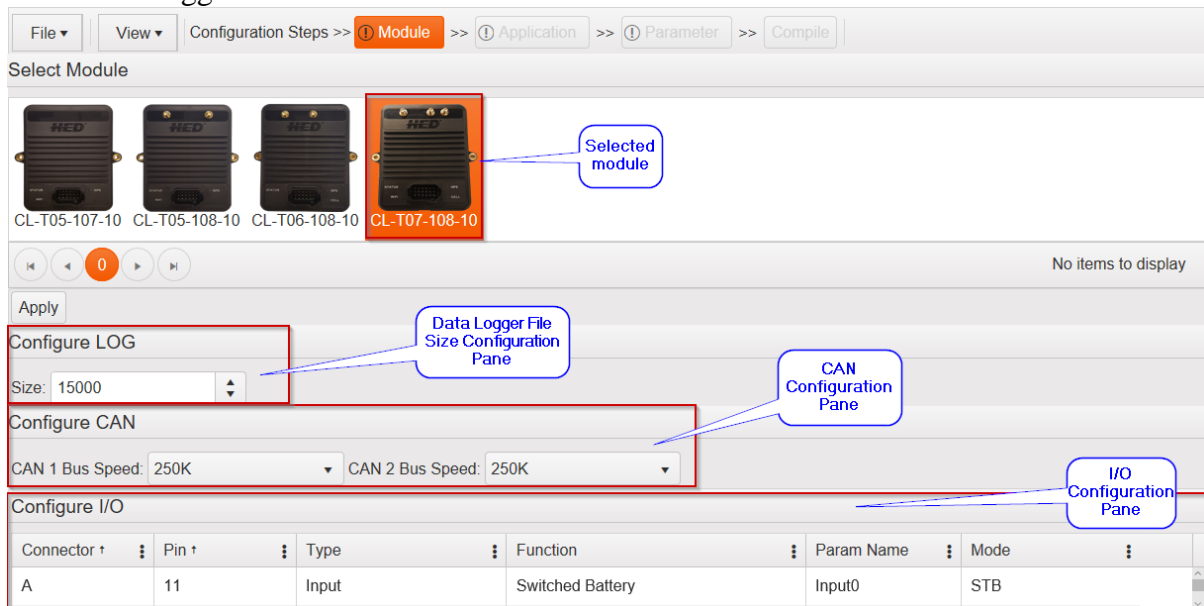 File ▾ View ▾ Configuration Steps >> Module >> Application >> Parameter >> Compile
Select Module
HED HED HED HED
CL-T05-107-10 CL-T05-108-10 CL-T06-108-10 CL-T07-108-10
Selected
module
0
No items to display
Apply
Data Logger File
Size Configuration
Pane
Configure LOG
Size: 15000
CAN
Configuration
Pane
Configure CAN
CAN 1 Bus Speed: 250K CAN 2 Bus Speed: 250K
I/O
Configuration
Pane
Configure I/O
Connector ↑ Pin ↑ Type Function Param Name Mode
A 11 Input Switched Battery Input0 STB